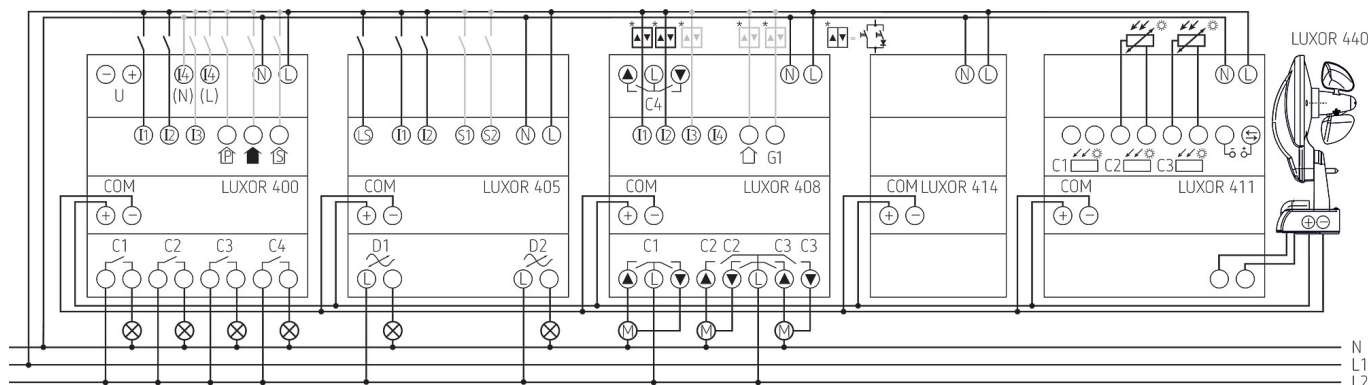 * * * * * *
LUXOR 440
− + I4 I4 N L
U (N) (L)
L
C4
N L
N L
N L
I1 I2 I3
P S
LS I1 I2 S1 S2 N L
I1 I2 I3 I4
G1
C1 C2 C3
COM LUXOR 400
COM LUXOR 405
COM LUXOR 408
COM LUXOR 414
COM LUXOR 411
+ −
+ −
+ −
+ −
+ −
+ −
C1 C2 C3 C4
D1 D2
C1 C2 C2 C3 C3
L L
L L
M M M
N
L1
L2